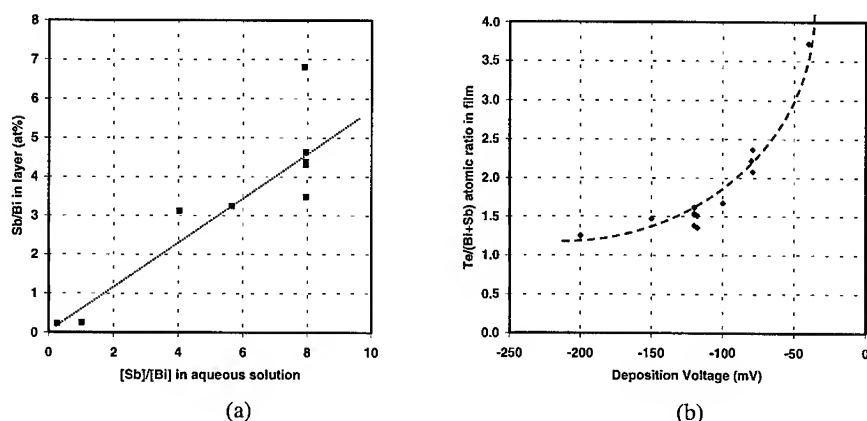 8
7
6
5
4
3
2
1
0
Sb/Bi in layer (at%)
0 2 4 6 8 10
[Sb]/[Bi] in aqueous solution
(a)
4.0
3.5
3.0
2.5
2.0
1.5
1.0
0.5
0.0
Te/(Bi+Sb) atomic ratio in film
-250 -200 -150 -100 -50 0
Deposition Voltage (mV)
(b)